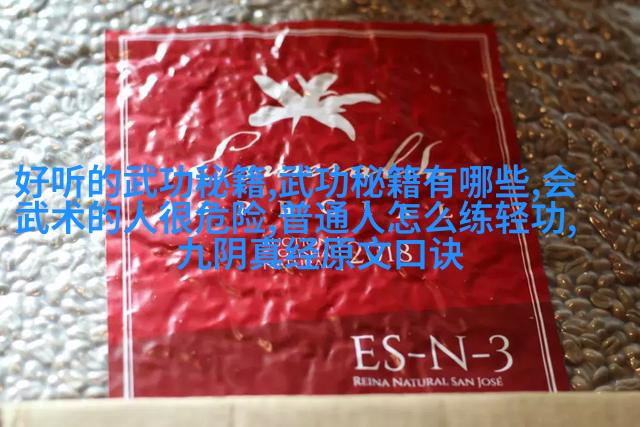 好听的武功秘籍,武功秘籍有哪些,会
武术的人很危险,普通人怎么练轻功,
九阴真经原文口诀
2018
ES-N-3
REINA NATURAL SAN JOSÉ